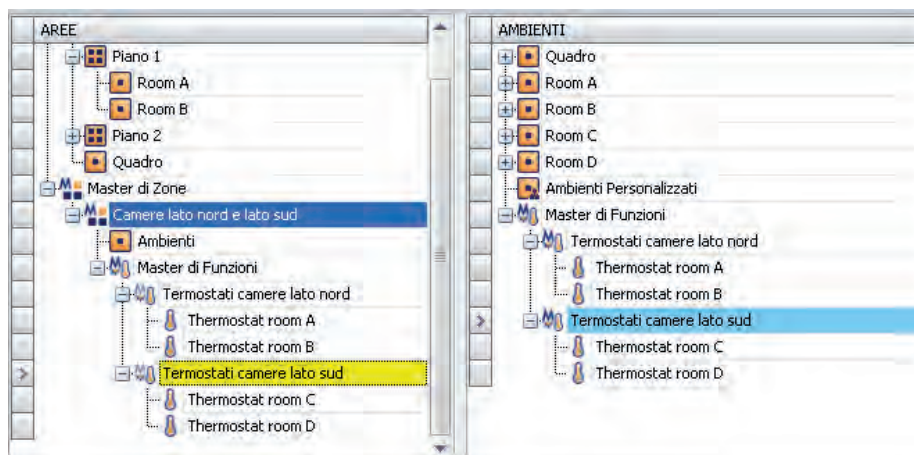 AREE
Piano 1
Room A
Room B
Piano 2
Quadro
Master di Zone
Camere lato nord e lato sud
Ambienti
Master di Funzioni
Termostati camere lato nord
Thermostat room A
Thermostat room B
Termostati camere lato sud
Thermostat room C
Thermostat room D
AMBIENTI
Quadro
Room A
Room B
Room C
Room D
Ambienti Personalizzati
Master di Funzioni
Termostati camere lato nord
Thermostat room A
Thermostat room B
Termostati camere lato sud
Thermostat room C
Thermostat room D